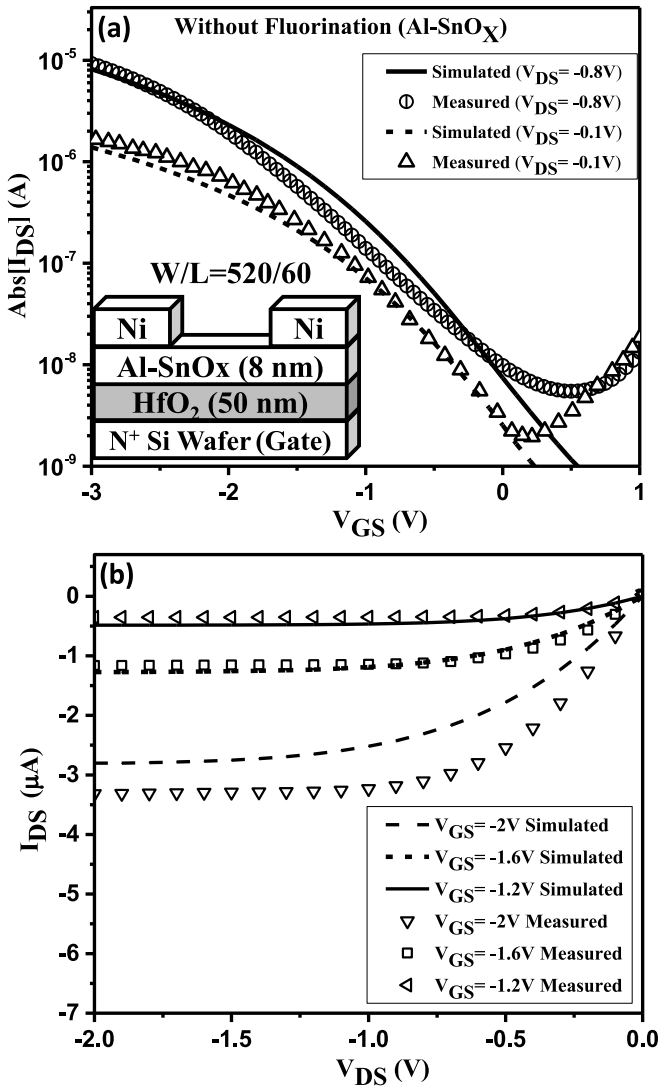 (a) Without Fluorination (Al-SnOX)
Simulated (VDS= -0.8V)
Measured (VDS= -0.8V)
Simulated (VDS= -0.1V)
Measured (VDS= -0.1V)
10-5
10-6
10-7
10-8
10-9
Abs[IDS] (A)
W/L=520/60
Ni Ni
Al-SnOx (8 nm)
HfO2 (50 nm)
N+ Si Wafer (Gate)
-3 -2 -1 0 1
VGS (V)
(b)
0
-1
-2
-3
-4
-5
-6
-7
IDS (μA)
VGS= -2V Simulated
VGS= -1.6V Simulated
VGS= -1.2V Simulated
VGS= -2V Measured
VGS= -1.6V Measured
VGS= -1.2V Measured
-2.0 -1.5 -1.0 -0.5 0.0
VDS (V)